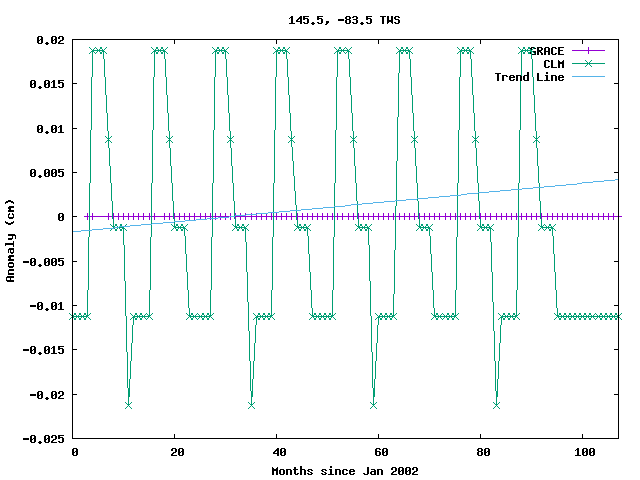 145.5, -83.5 TWS
GRACE
CLM
Trend Line
0.02
0.015
0.01
0.005
0
-0.005
-0.01
-0.015
-0.02
-0.025
Anomaly (cm)
0 20 40 60 80 100
Months since Jan 2002